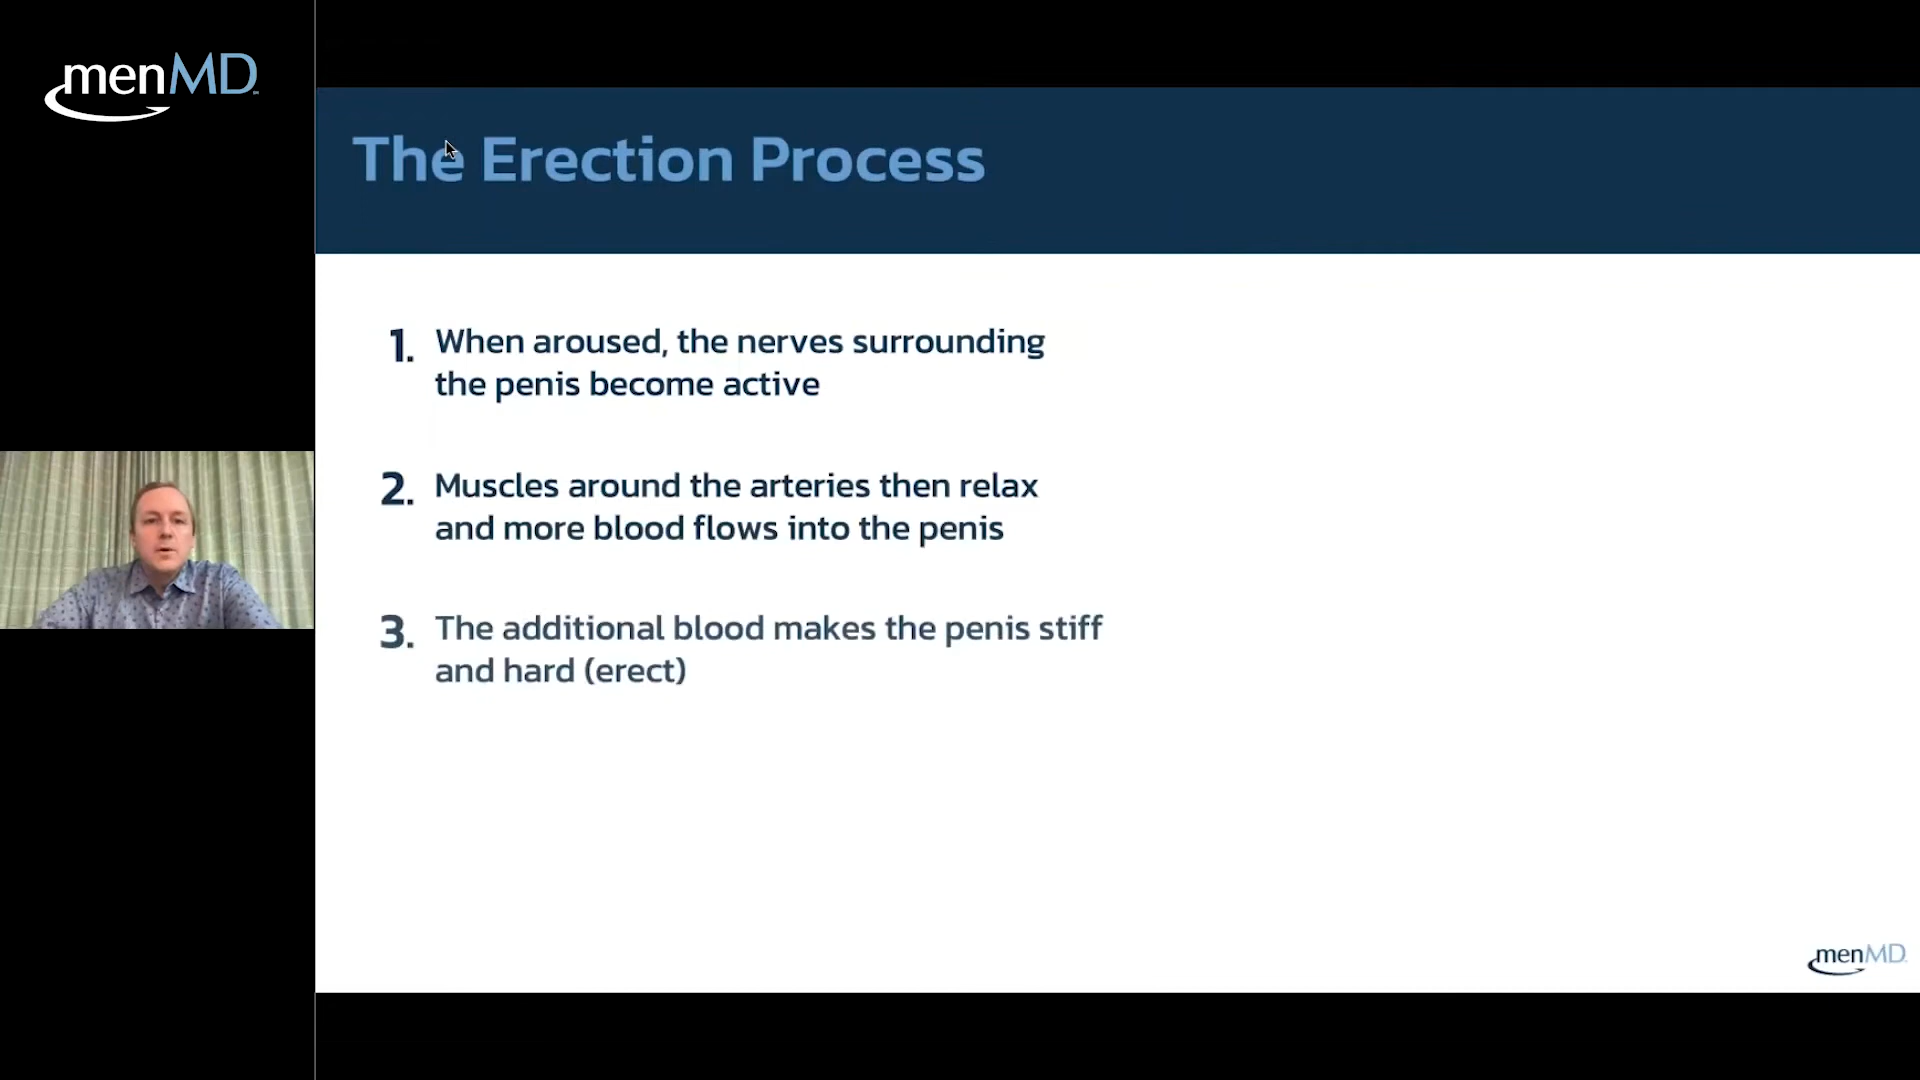 menMD
The Erection Process
1. When aroused, the nerves surrounding
the penis become active
2. Muscles around the arteries then relax
and more blood flows into the penis
3. The additional blood makes the penis stiff
and hard (erect)
menMD